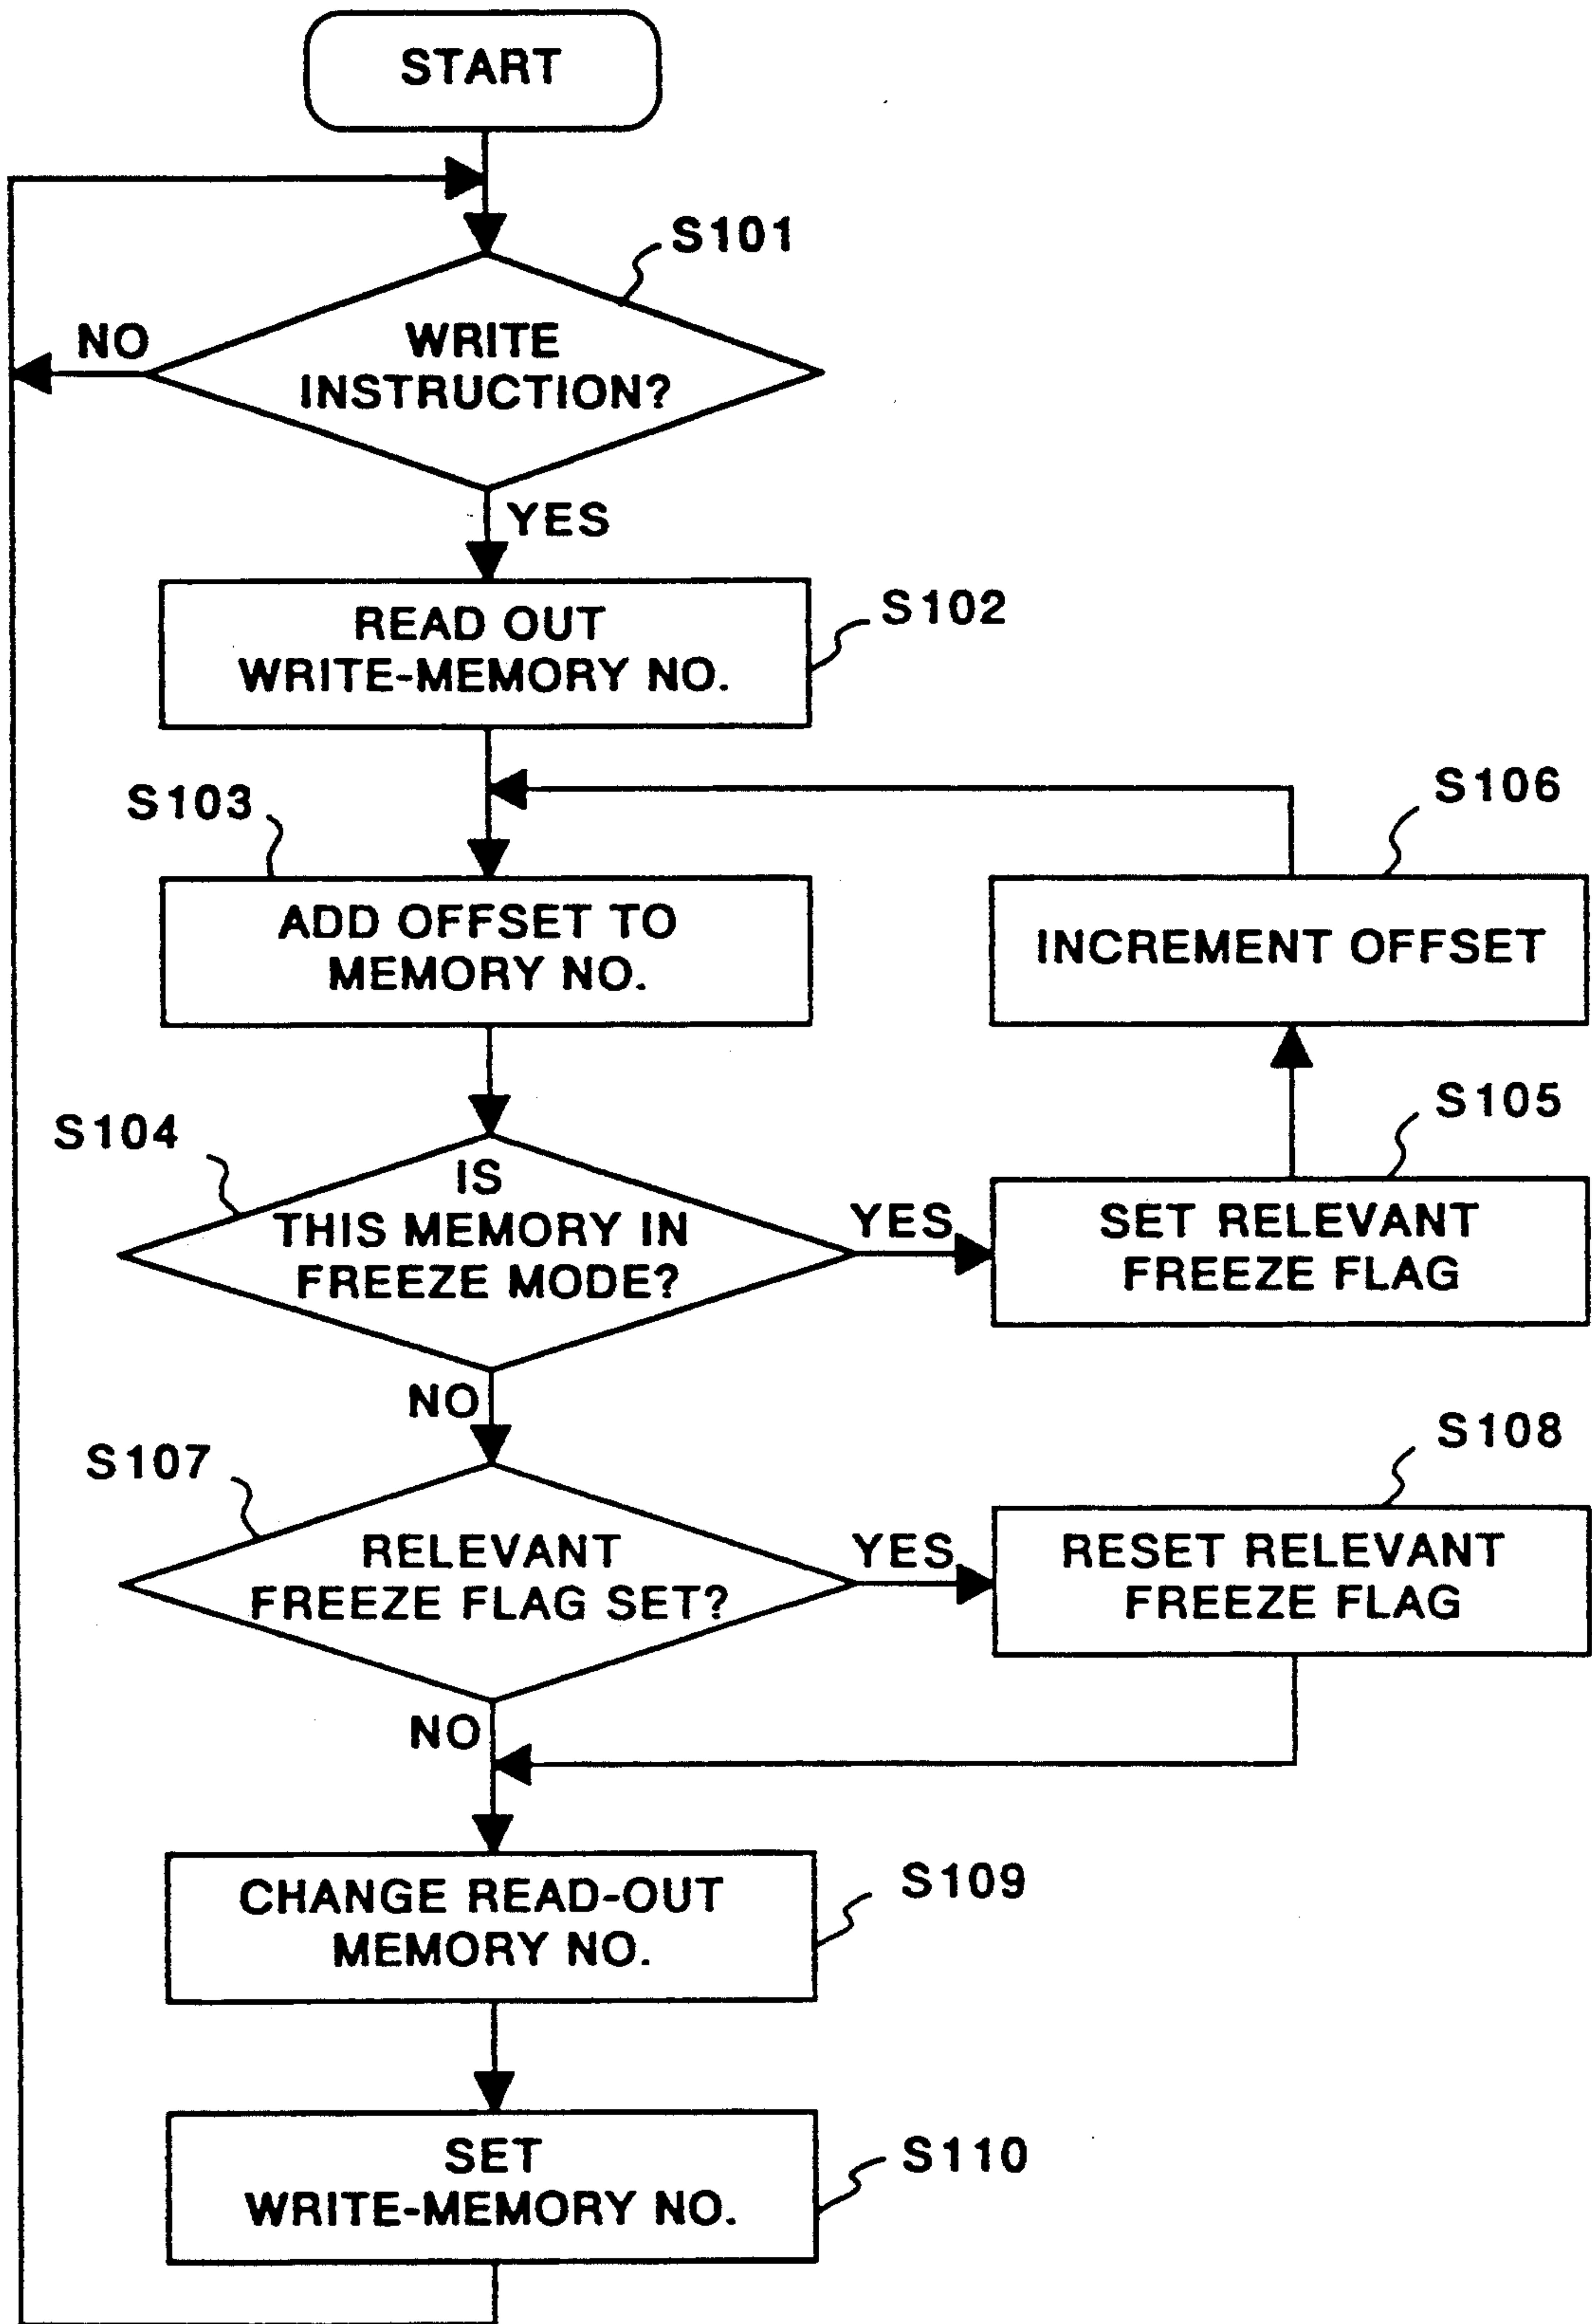 START
S101
NO
WRITE
INSTRUCTION?
YES
READ OUT
WRITE-MEMORY NO.
S102
S103
S106
ADD OFFSET TO
MEMORY NO.
INCREMENT OFFSET
S104
S105
IS
THIS MEMORY IN
FREEZE MODE?
YES
SET RELEVANT
FREEZE FLAG
NO
S107
S108
RELEVANT
FREEZE FLAG SET?
YES
RESET RELEVANT
FREEZE FLAG
NO
CHANGE READ-OUT
MEMORY NO.
S109
SET
WRITE-MEMORY NO.
S110